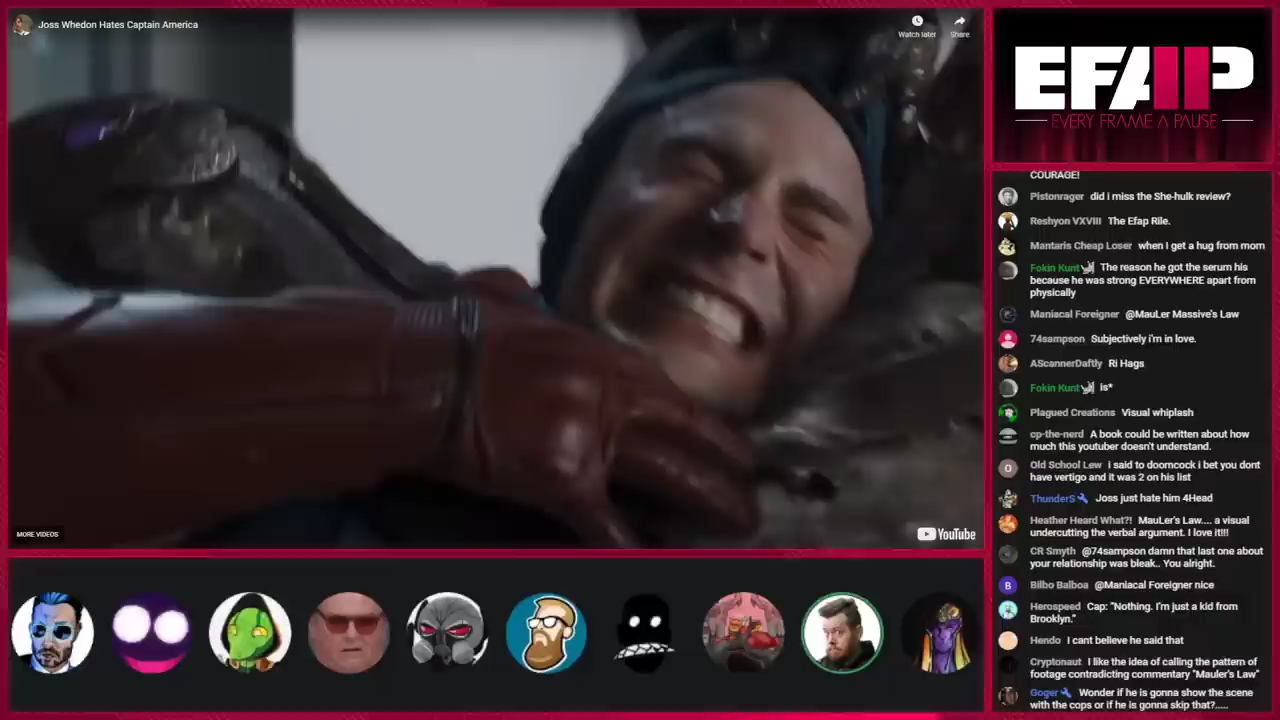 Joss Whedon Hates Captain America
Watch later
Share
MORE VIDEOS
YouTube
EFAP
EVERY FRAME A PAUSE
COURAGE!
Pistonrager did i miss the She-hulk review?
Reshyon VXVIII The Efap Rile.
Mantaris Cheap Loser when I get a hug from mom
Fokin Kunt The reason he got the serum his
because he was strong EVERYWHERE apart from
physically
Maniacal Foreigner @MauLer Massive's Law
74sampson Subjectively i'm in love.
AScannerDaftly Ri Hags
Fokin Kunt is*
Plagued Creations Visual whiplash
cp-the-nerd A book could be written about how
much this youtuber doesn't understand.
O
Old School Lew i said to doomcock i bet you dont
have vertigo and it was 2 on his list
ThunderS Joss just hate him 4Head
Heather Heard What?! MauLer's Law.... a visual
undercutting the verbal argument. I love it!!!
CR Smyth @74sampson damn that last one about
your relationship was bleak.. You alright.
B
Bilbo Balboa @Maniacal Foreigner nice
Herospeed Cap: "Nothing. I'm just a kid from
Brooklyn."
Hendo I cant believe he said that
Cryptonaut I like the idea of calling the pattern of
footage contradicting commentary "Mauler's Law"
Goger Wonder if he is gonna show the scene
with the cops or if he is gonna skip that?.....